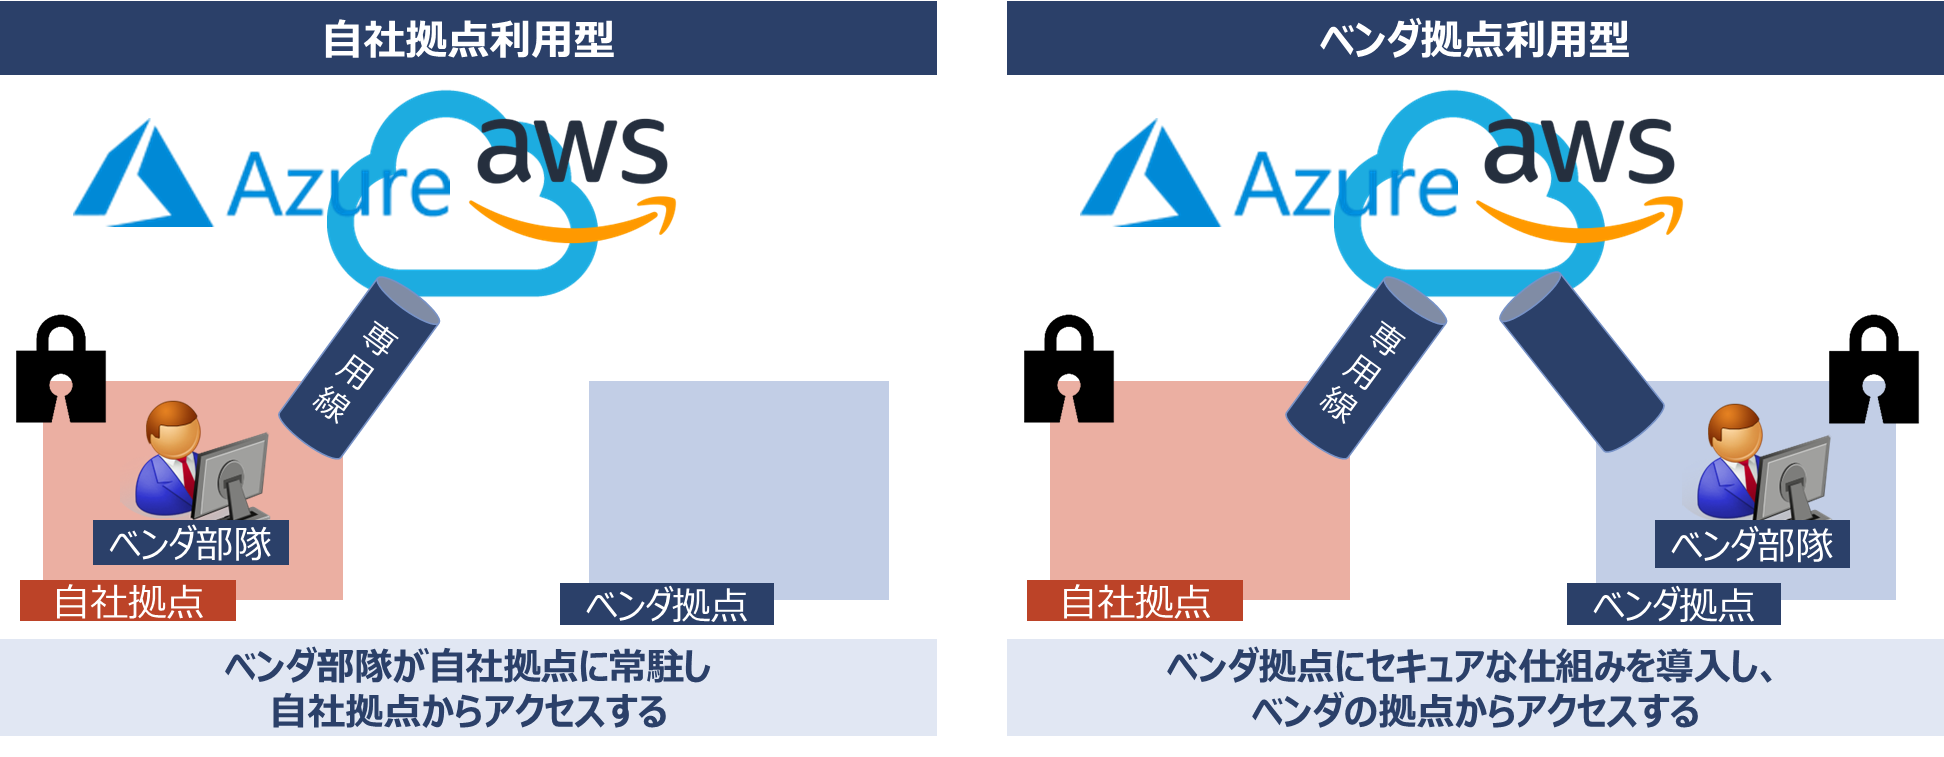 自社拠点利用型
Azure
aws
専用線
ベンダ部隊
自社拠点
ベンダ拠点
ベンダ部隊が自社拠点に常駐し
自社拠点からアクセスする
ベンダ拠点利用型
Azure
aws
専用線
ベンダ部隊
自社拠点
ベンダ拠点
ベンダ拠点にセキュアな仕組みを導入し、
ベンダの拠点からアクセスする